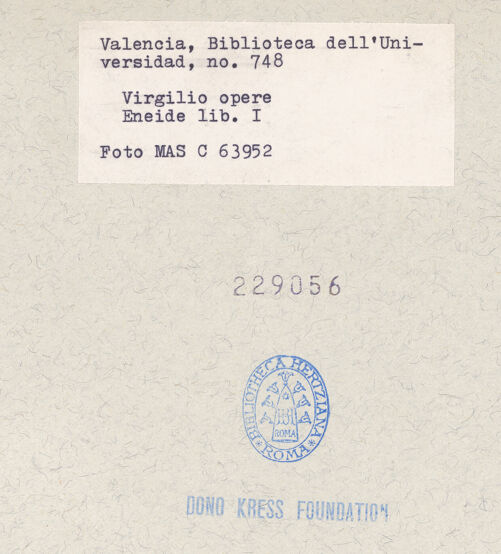 Valencia, Biblioteca dell'Uni-
versidad, no. 748
Virgilio opere
Eneide lib. I
Foto MAS C 63952
229056
BIBLIOTHECA HERTZIANA
ROMA
* ROMA *
DONO KRESS FOUNDATION